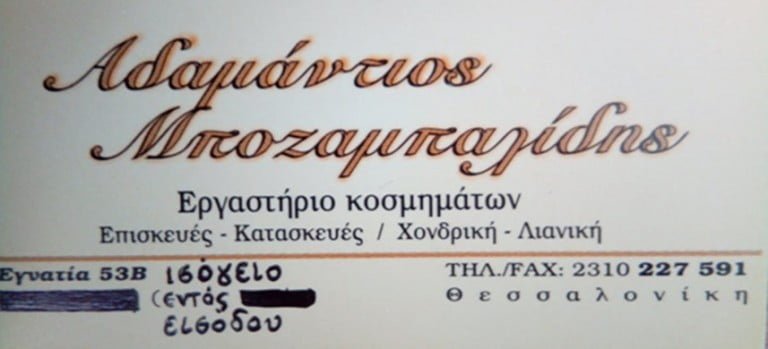 Αδαμάντιος
Μποζαμπαλίδης
Εργαστήριο κοσμημάτων
Επισκευές - Κατασκευές / Χονδρική - Λιανική
Εγνατία 53Β ισόγειο
(εντός
εισόδου
ΤΗΛ./FAX: 2310 227 591
Θεσσαλονίκη